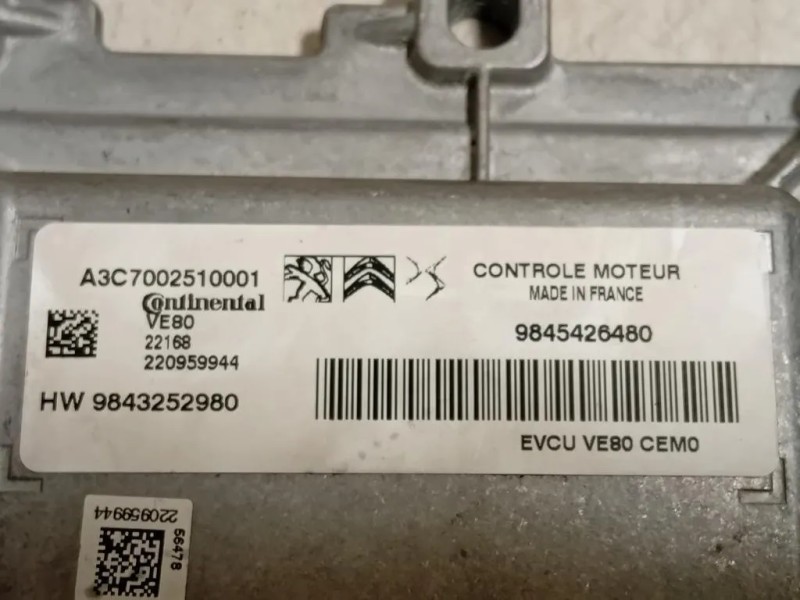 A3C7002510001
Continental
VE80
22168
220959944
HW 9843252980
CONTROLE MOTEUR
MADE IN FRANCE
9845426480
EVCU VE80 CEM0
220959944
56478